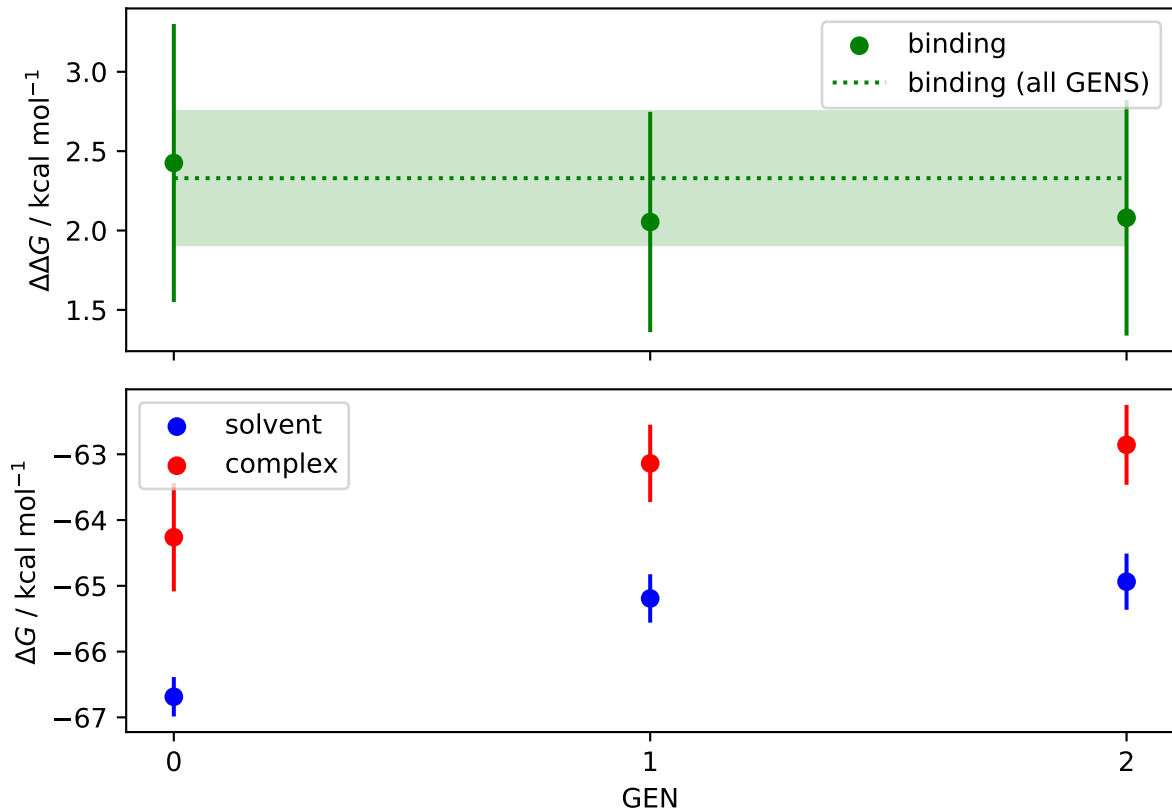 ΔΔG / kcal mol⁻¹
3.0
2.5
2.0
1.5
binding
binding (all GENS)
ΔG / kcal mol⁻¹
−63
−64
−65
−66
−67
solvent
complex
0
1
2
GEN